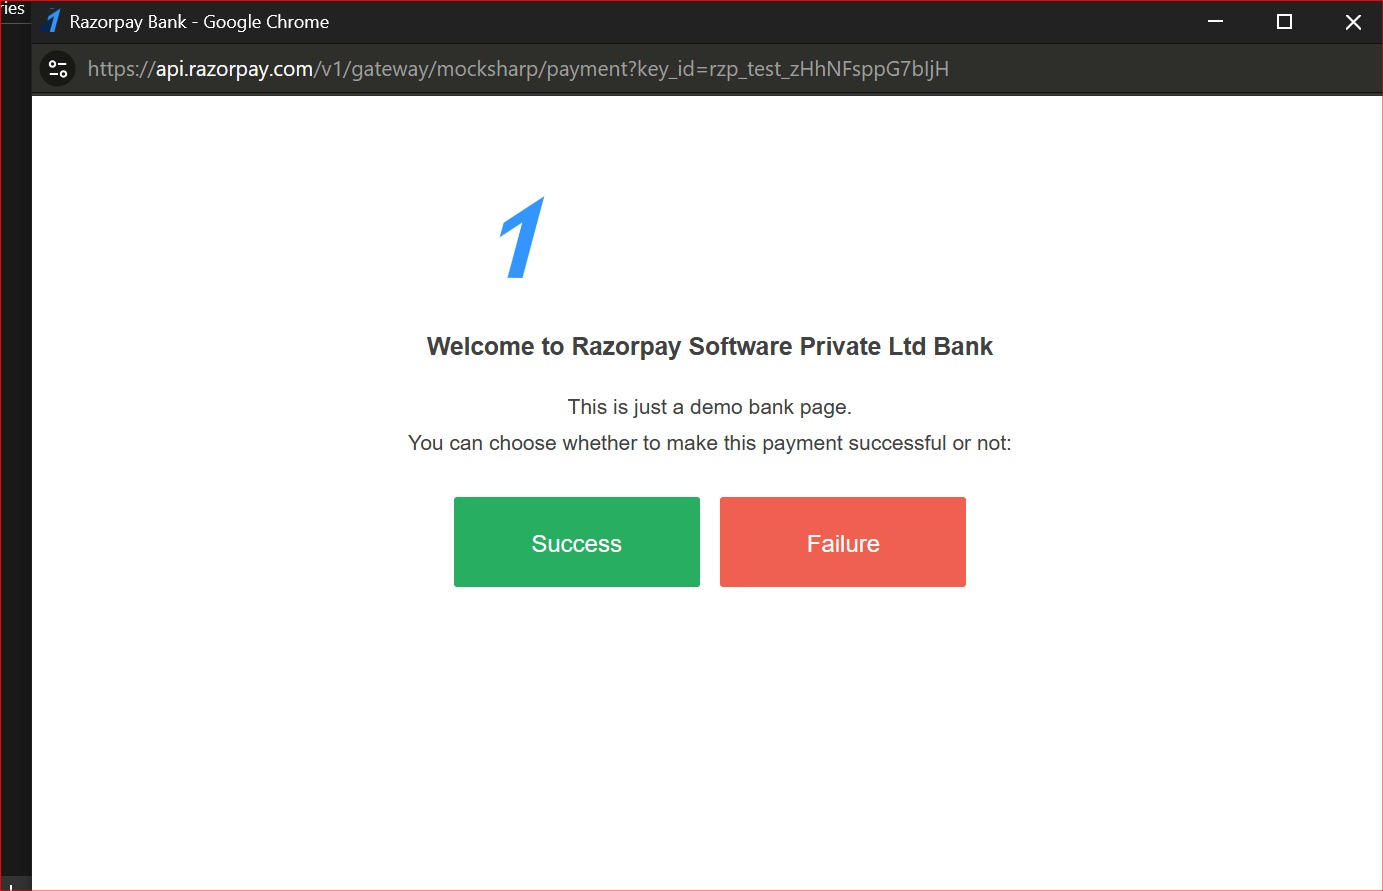 ries
Razorpay Bank - Google Chrome
https://api.razorpay.com/v1/gateway/mocksharp/payment?key_id=rzp_test_zHhNFsppG7bIjH
Welcome to Razorpay Software Private Ltd Bank
This is just a demo bank page.
You can choose whether to make this payment successful or not:
Success
Failure